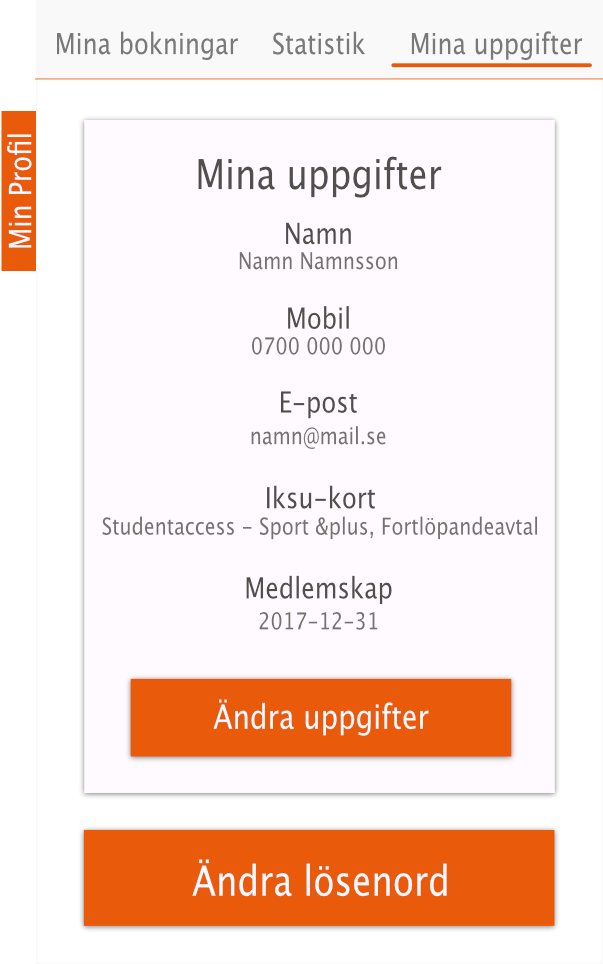 Mina bokningar Statistik Mina uppgifter
Min Profil
Mina uppgifter
Namn
Namn Namnsson
Mobil
0700 000 000
E-post
namn@mail.se
Iksu-kort
Studentaccess - Sport &plus, Fortlöpandeavtal
Medlemskap
2017-12-31
Ändra uppgifter
Ändra lösenord